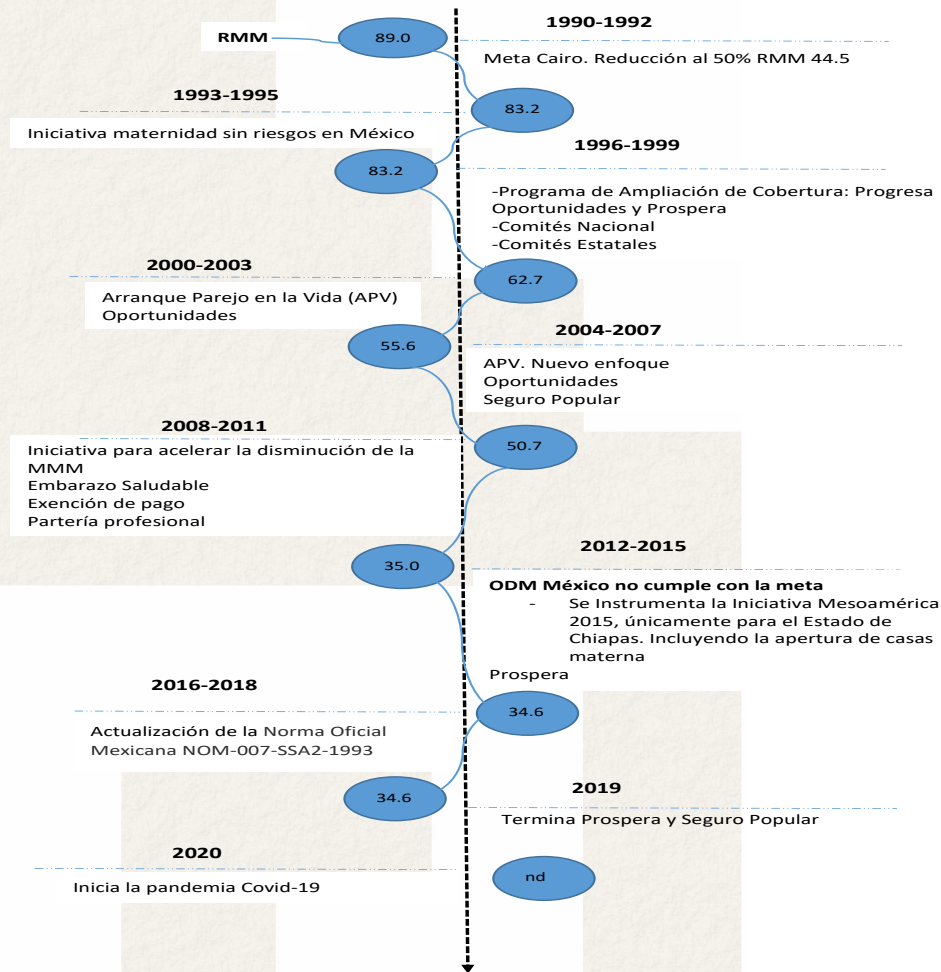 1990-1992
RMM
89.0
Meta Cairo. Reducción al 50% RMM 44.5
1993-1995
83.2
Iniciativa maternidad sin riesgos en México
1996-1999
83.2
-Programa de Ampliación de Cobertura: Progresa
Oportunidades y Prospera
-Comités Nacional
-Comités Estatales
2000-2003
62.7
Arranque Parejo en la Vida (APV)
Oportunidades
2004-2007
55.6
APV. Nuevo enfoque
Oportunidades
Seguro Popular
2008-2011
50.7
Iniciativa para acelerar la disminución de la
MMM
Embarazo Saludable
Exención de pago
Partería profesional
2012-2015
35.0
ODM México no cumple con la meta
- Se Instrumenta la Iniciativa Mesoamérica
2015, únicamente para el Estado de
Chiapas. Incluyendo la apertura de casas
materna
Prospera
2016-2018
34.6
Actualización de la Norma Oficial
Mexicana NOM-007-SSA2-1993
2019
34.6
Termina Prospera y Seguro Popular
2020
nd
Inicia la pandemia Covid-19